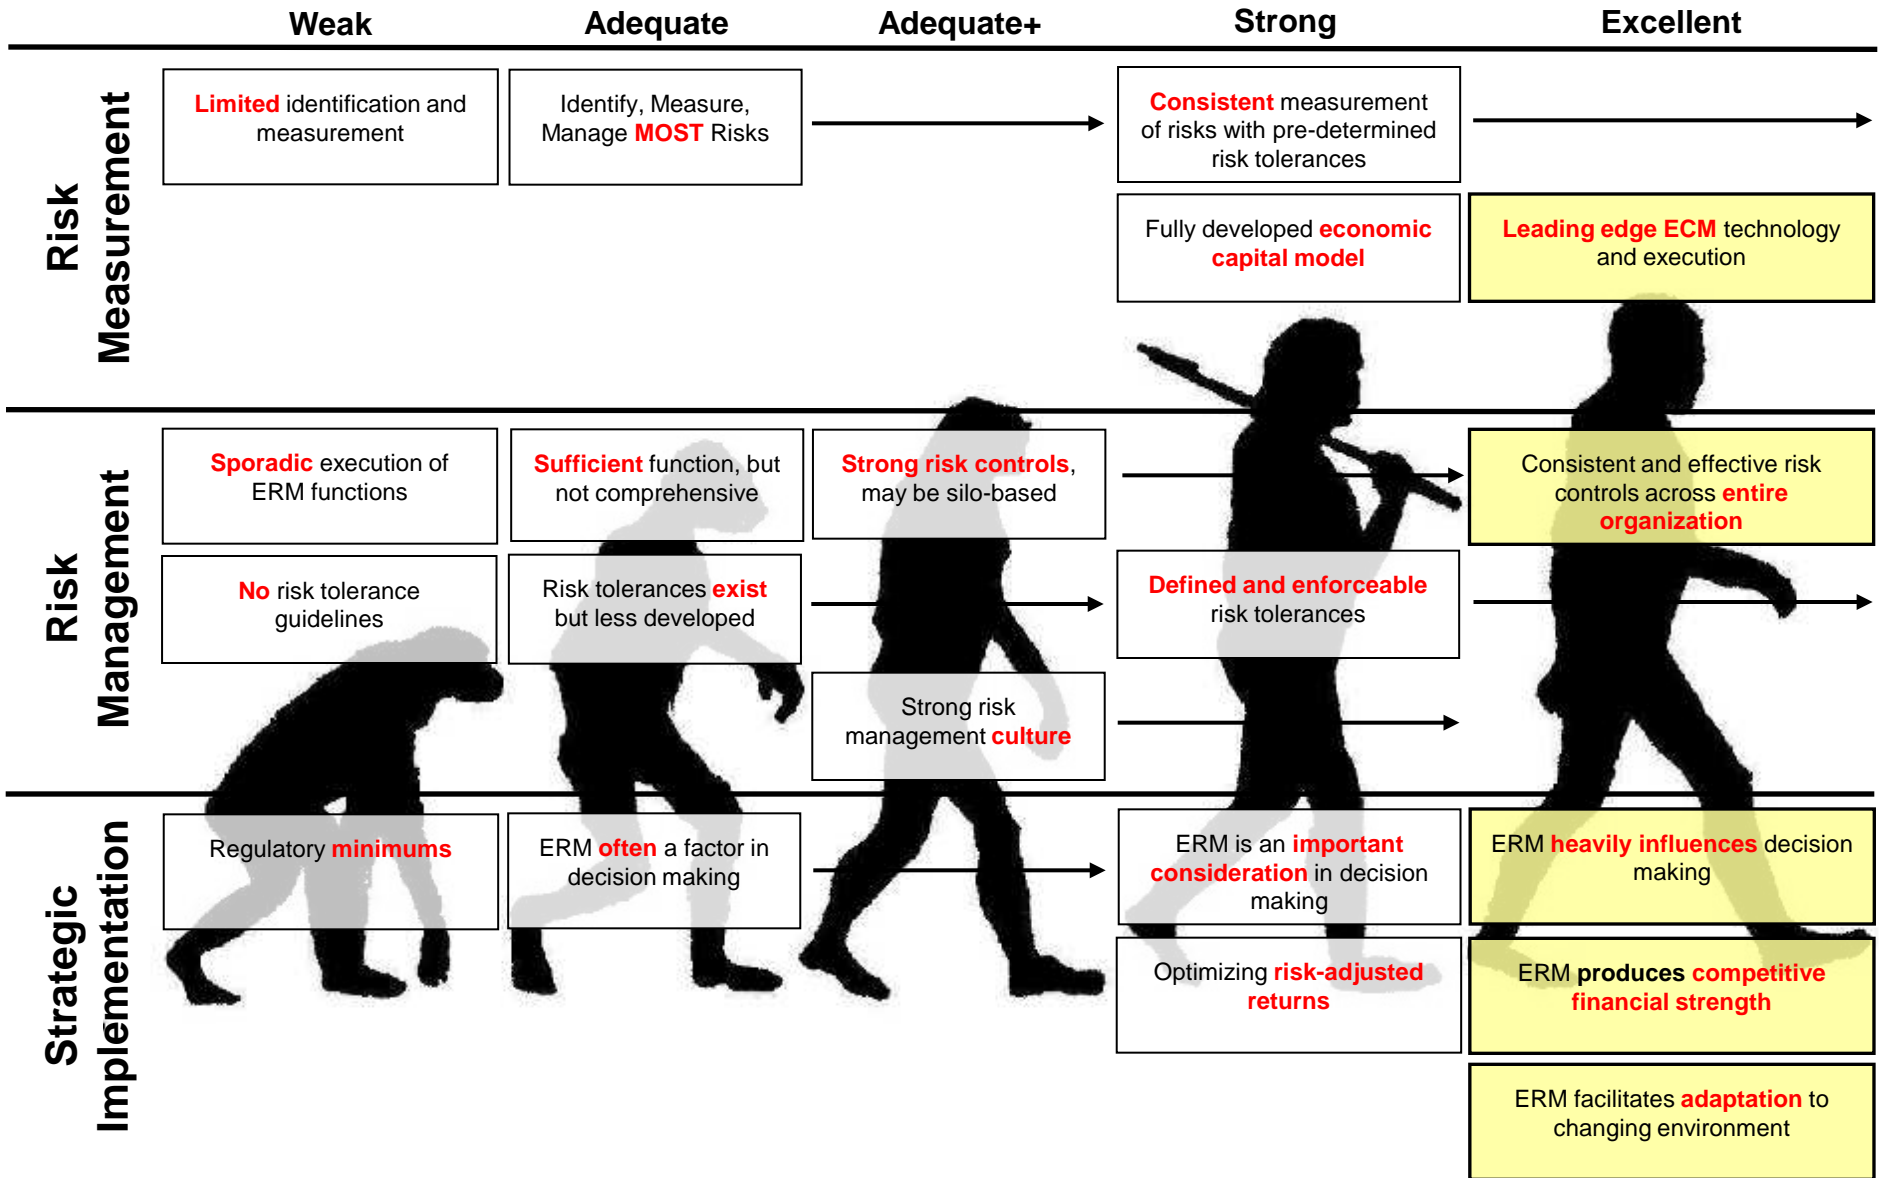 Weak
Adequate
Adequate+
Strong
Excellent
Risk
Measurement
Limited identification and
measurement
Identify, Measure,
Manage MOST Risks
Consistent measurement
of risks with pre-determined
risk tolerances
Fully developed economic
capital model
Leading edge ECM technology
and execution
Risk
Management
Sporadic execution of
ERM functions
Sufficient function, but
not comprehensive
Strong risk controls,
may be silo-based
Consistent and effective risk
controls across entire
organization
No risk tolerance
guidelines
Risk tolerances exist
but less developed
Defined and enforceable
risk tolerances
Strong risk
management culture
Strategic
Implementation
Regulatory minimums
ERM often a factor in
decision making
ERM is an important
consideration in decision
making
ERM heavily influences decision
making
Optimizing risk-adjusted
returns
ERM produces competitive
financial strength
ERM facilitates adaptation to
changing environment